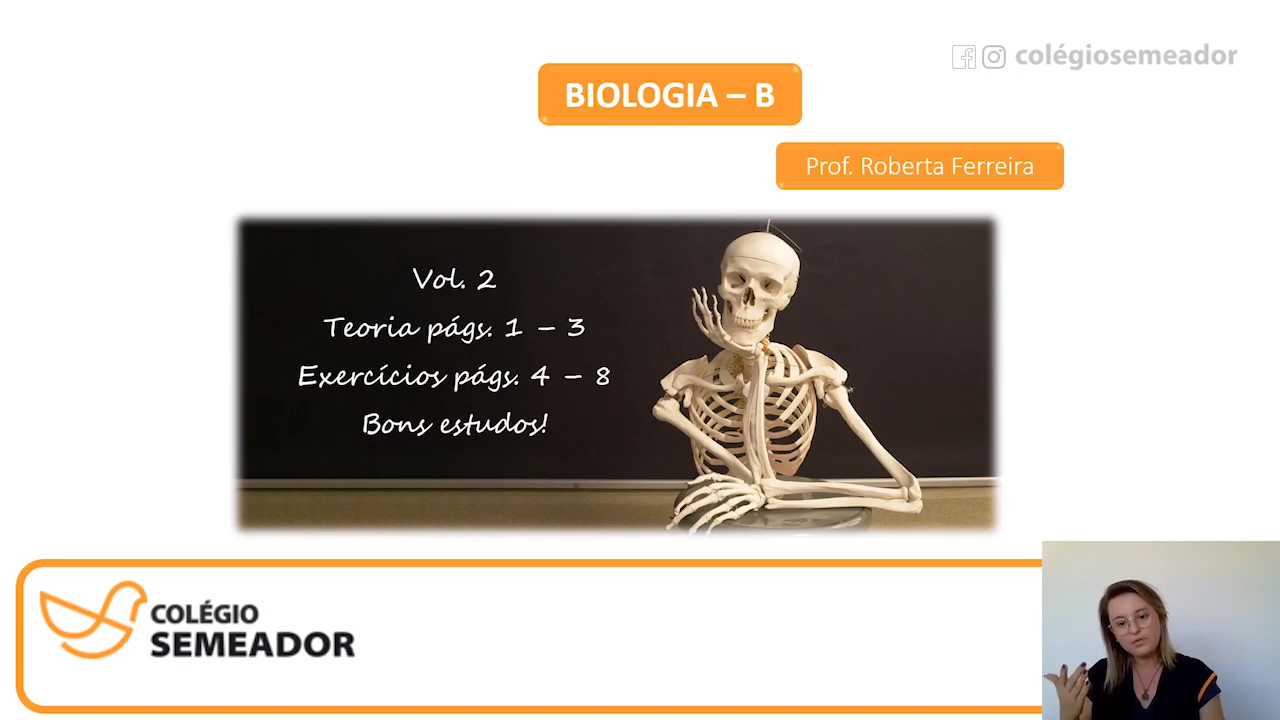 colégiosemeador
BIOLOGIA – B
Prof. Roberta Ferreira
Vol. 2
Teoria págs. 1 – 3
Exercícios págs. 4 – 8
Bons estudos!
COLÉGIO
SEMEADOR